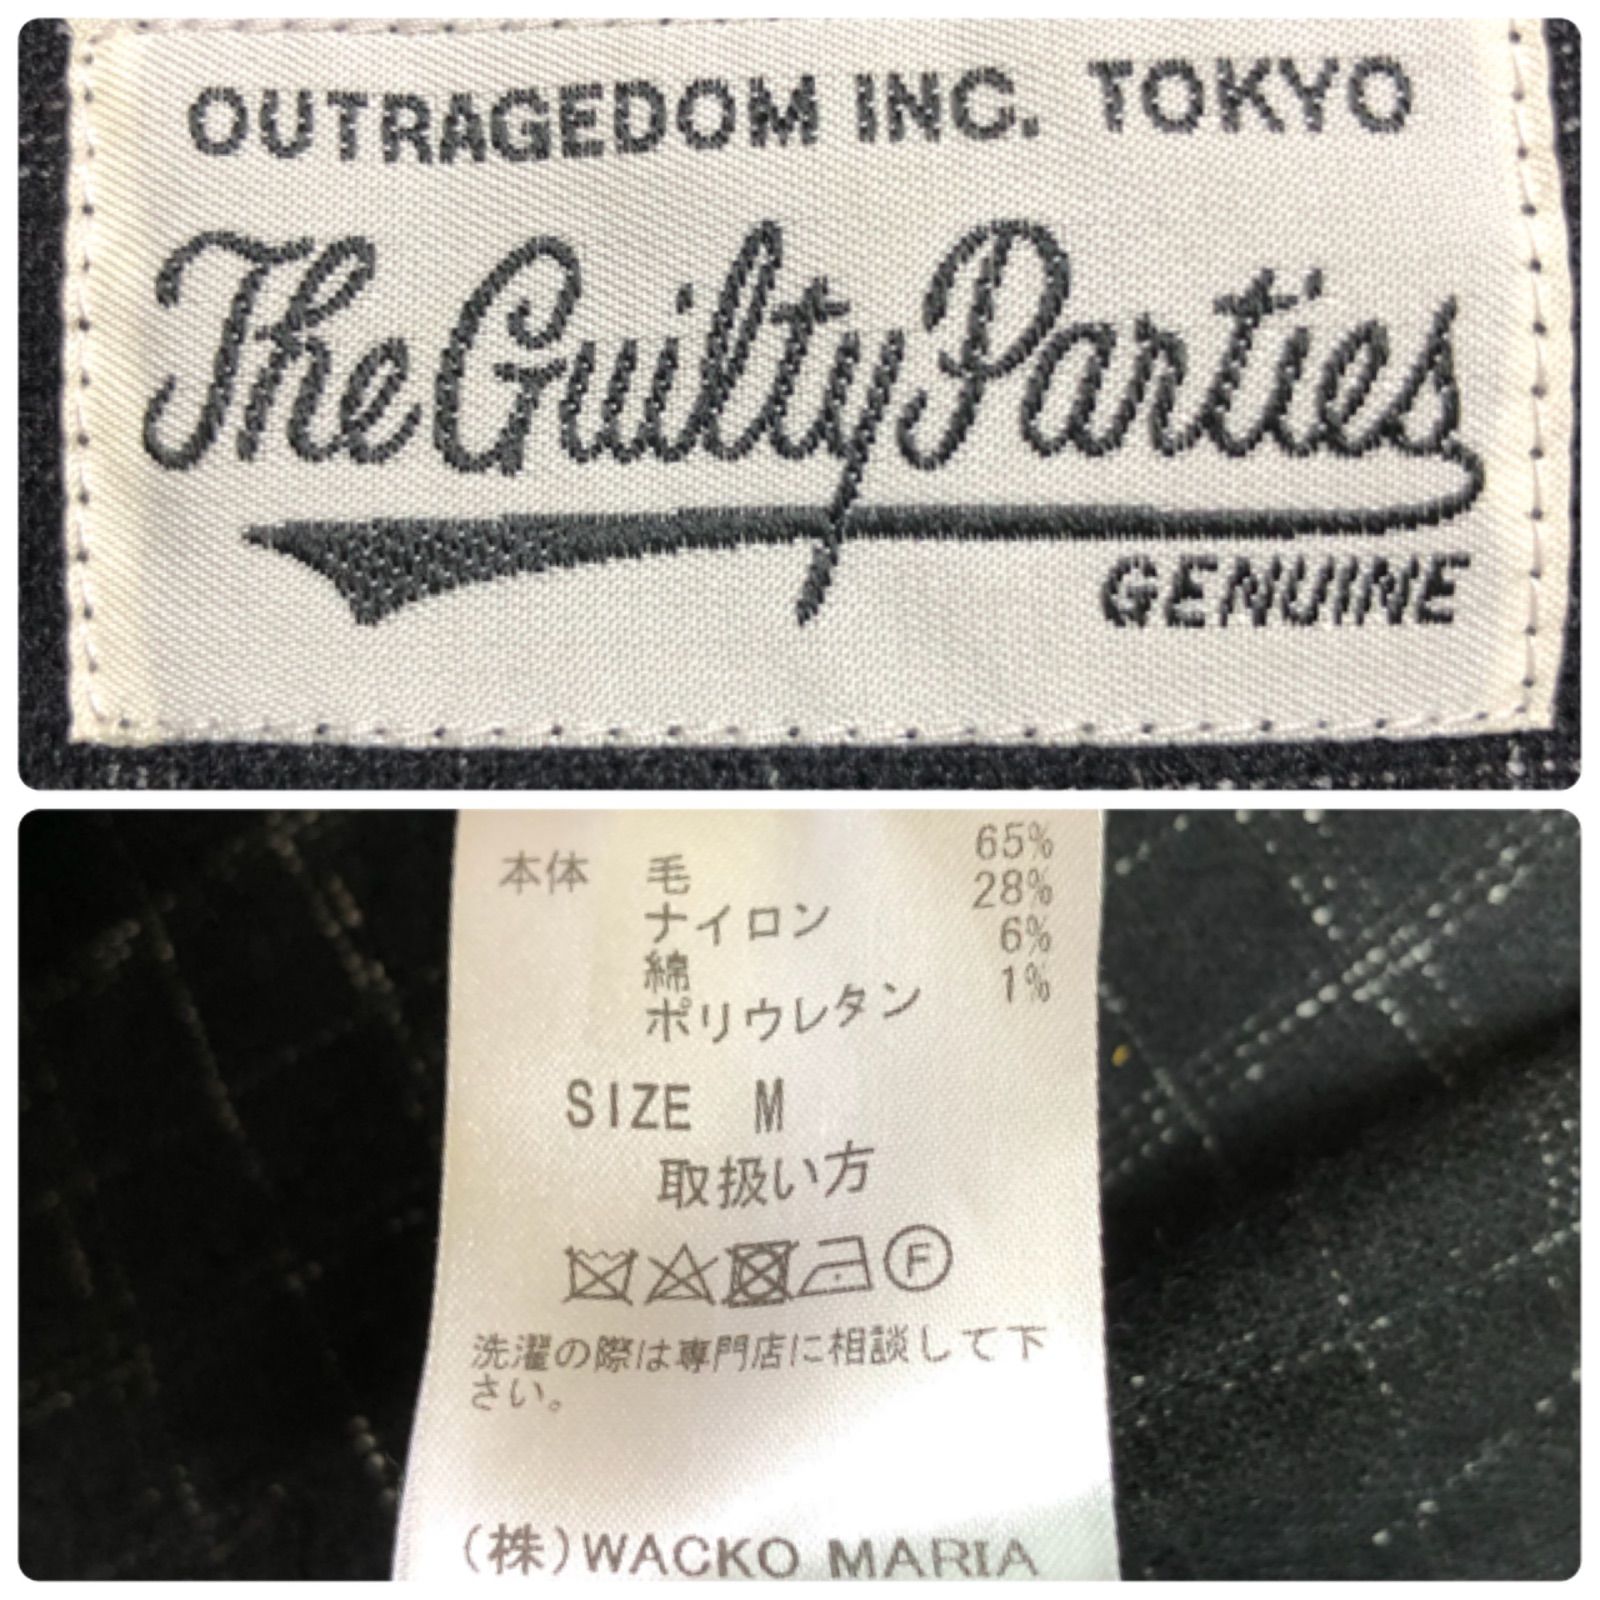 OUTRAGEDOM INC. TOKYO
The Guilty Parties
GENUINE
本体 毛 65%
ナイロン 28%
綿 6%
ポリウレタン 1%
SIZE M
取扱い方
F
洗濯の際は専門店に相談して下
さい。
(株)WACKO MARIA